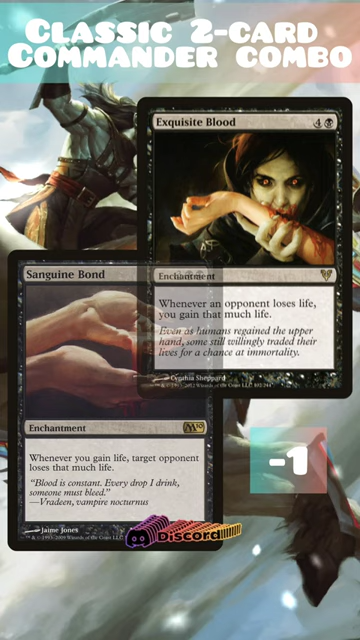 Classic 2-card
Commander combo
Exquisite Blood 4
Enchantment
Whenever an opponent loses life,
you gain that much life.
Even as humans regained the upper
hand, some still willingly traded their
lives for a chance at immortality.
Cynthia Sheppard
Sanguine Bond
Enchantment
M10
Whenever you gain life, target opponent
loses that much life.
"Blood is constant. Every drop I drink,
someone must bleed."
—Vradeen, vampire nocturnus
Jaime Jones
-1
Discord